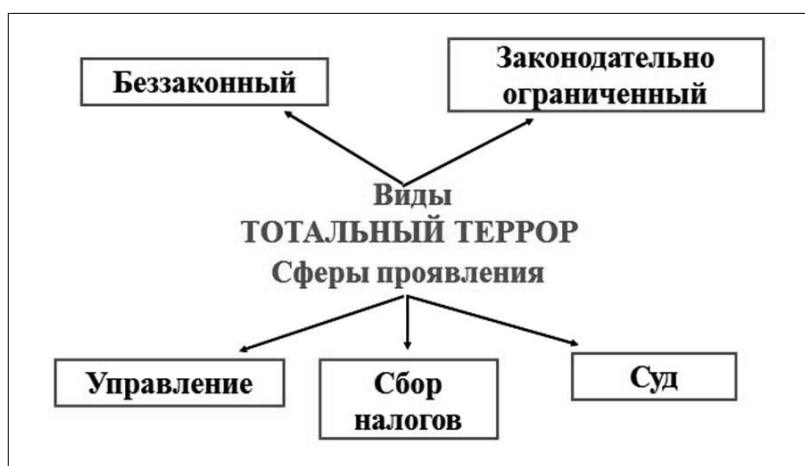 Беззаконный
Законодательно
ограниченный
Виды
ТОТАЛЬНЫЙ ТЕРРОР
Сферы проявления
Управление
Сбор
налогов
Суд